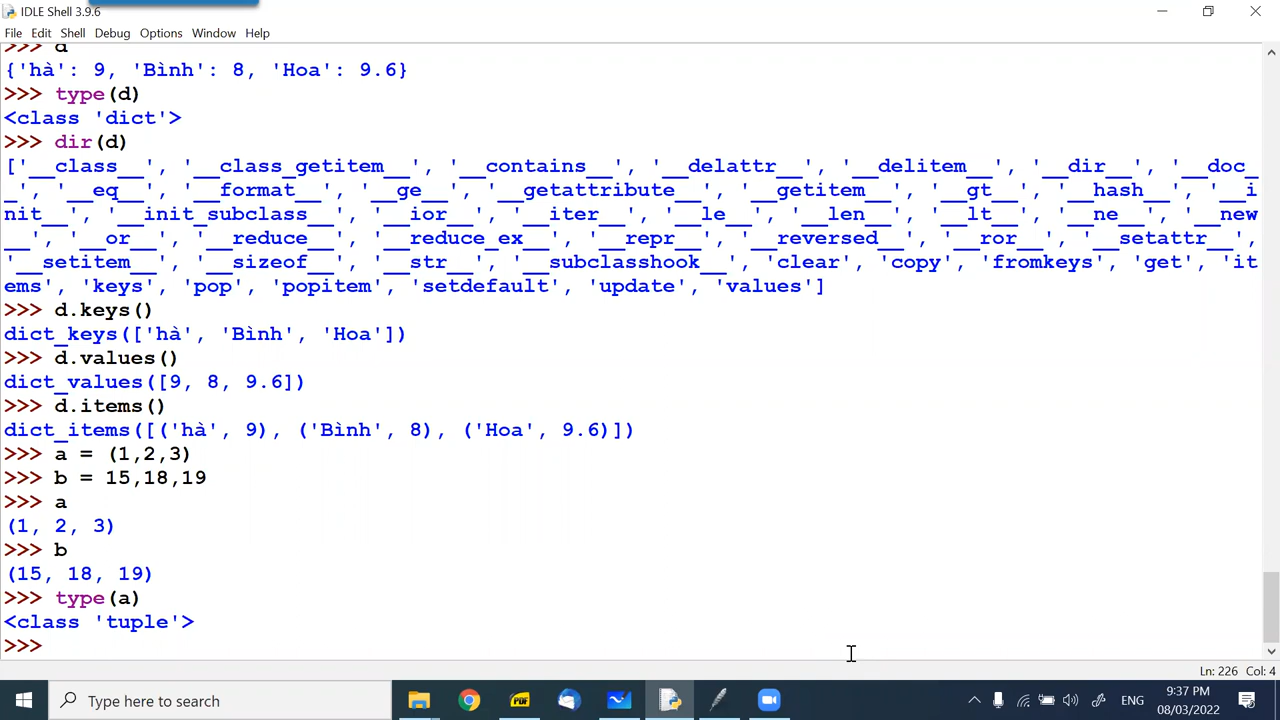 IDLE Shell 3.9.6
File Edit Shell Debug Options Window Help
>>> d
{'hà': 9, 'Bình': 8, 'Hoa': 9.6}
>>> type(d)
<class 'dict'>
>>> dir(d)
['__class__', '__class_getitem__', '__contains__', '__delattr__', '__delitem__', '__dir__', '__doc_
_', '__eq__', '__format__', '__ge__', '__getattribute__', '__getitem__', '__gt__', '__hash__', '__i
nit__', '__init_subclass__', '__ior__', '__iter__', '__le__', '__len__', '__lt__', '__ne__', '__new
__', '__or__', '__reduce__', '__reduce_ex__', '__repr__', '__reversed__', '__ror__', '__setattr__',
'__setitem__', '__sizeof__', '__str__', '__subclasshook__', 'clear', 'copy', 'fromkeys', 'get', 'it
ems', 'keys', 'pop', 'popitem', 'setdefault', 'update', 'values']
>>> d.keys()
dict_keys(['hà', 'Bình', 'Hoa'])
>>> d.values()
dict_values([9, 8, 9.6])
>>> d.items()
dict_items([('hà', 9), ('Bình', 8), ('Hoa', 9.6)])
>>> a = (1,2,3)
>>> b = 15,18,19
>>> a
(1, 2, 3)
>>> b
(15, 18, 19)
>>> type(a)
<class 'tuple'>
>>>
Ln: 226 Col: 4
Type here to search
PDF
ENG
9:37 PM
08/03/2022